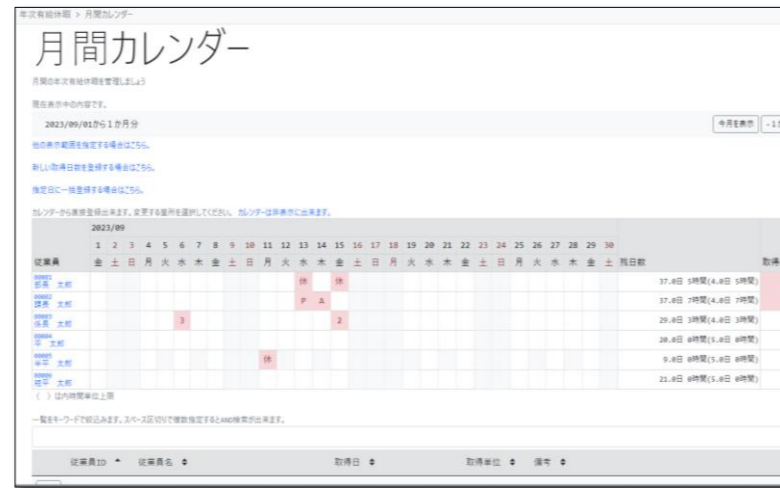 年次有給休暇 > 月間カレンダー
月間カレンダー
月間の年次有給休暇を管理しましょう
現在表示中の内容です。
2023/09/01から1か月分 今月を表示
他の表示範囲を指定する場合はこちら。
新しい取得日数を登録する場合はこちら。
指定日に一括登録する場合はこちら。
カレンダーから直接登録出来ます。変更する箇所を選択してください。 カレンダーは非表示に出来ます。
2023/09
1 2 3 4 5 6 7 8 9 10 11 12 13 14 15 16 17 18 19 20 21 22 23 24 25 26 27 28 29 30
従業員 金 土 日 月 火 水 木 金 土 日 月 火 水 木 金 土 日 月 火 水 木 金 土 日 月 火 水 木 金 土 残日数 取得
00001
部長 太郎 休 休 37.0日 5時間(4.0日 5時間)
00002
課長 太郎 P A 37.0日 7時間(4.0日 7時間)
00003
係長 太郎 3 2 29.0日 3時間(4.0日 3時間)
00004
平 太郎 20.0日 0時間(5.0日 0時間)
00005
半平 太郎 休 9.0日 0時間(5.0日 0時間)
00006
短平 太郎 21.0日 0時間(5.0日 0時間)
( )は内時間単位上限
一覧をキーワードで絞込みます。スペース区切りで複数指定するとAND検索が出来ます。
従業員ID 従業員名 取得日 取得単位 備考